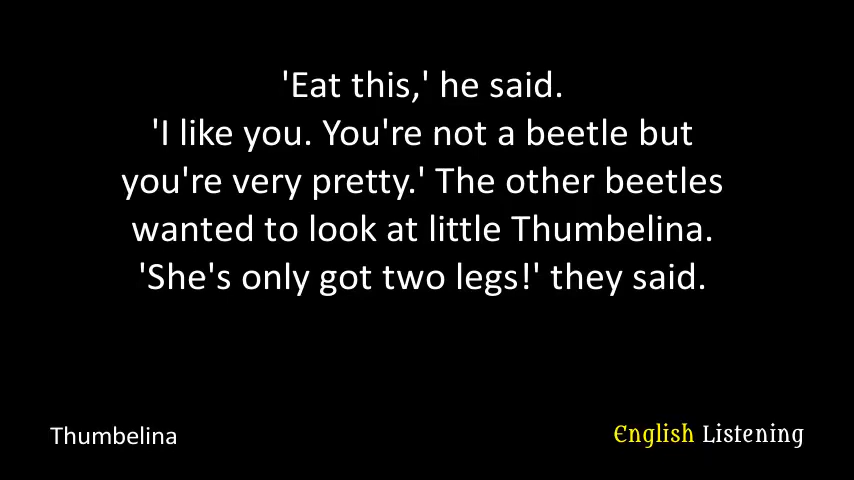 'Eat this,' he said.
'I like you. You're not a beetle but
you're very pretty.' The other beetles
wanted to look at little Thumbelina.
'She's only got two legs!' they said.
Thumbelina
English Listening